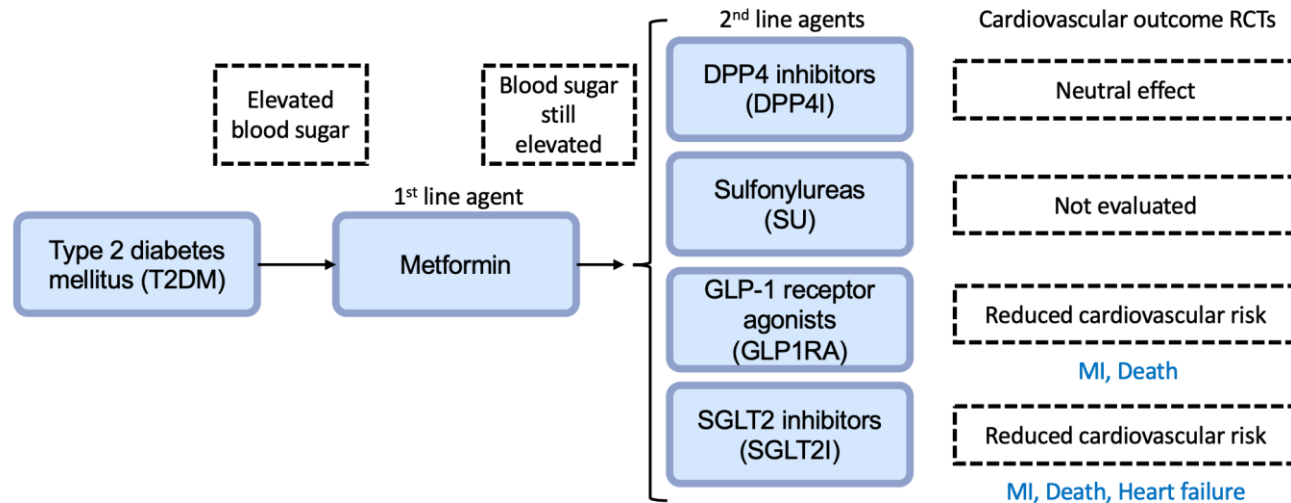 2nd line agents
Cardiovascular outcome RCTs
Elevated
blood sugar
Blood sugar
still
elevated
1st line agent
Type 2 diabetes
mellitus (T2DM)
Metformin
DPP4 inhibitors
(DPP4I)
Neutral effect
Sulfonylureas
(SU)
Not evaluated
GLP-1 receptor
agonists
(GLP1RA)
Reduced cardiovascular risk
MI, Death
SGLT2 inhibitors
(SGLT2I)
Reduced cardiovascular risk
MI, Death, Heart failure